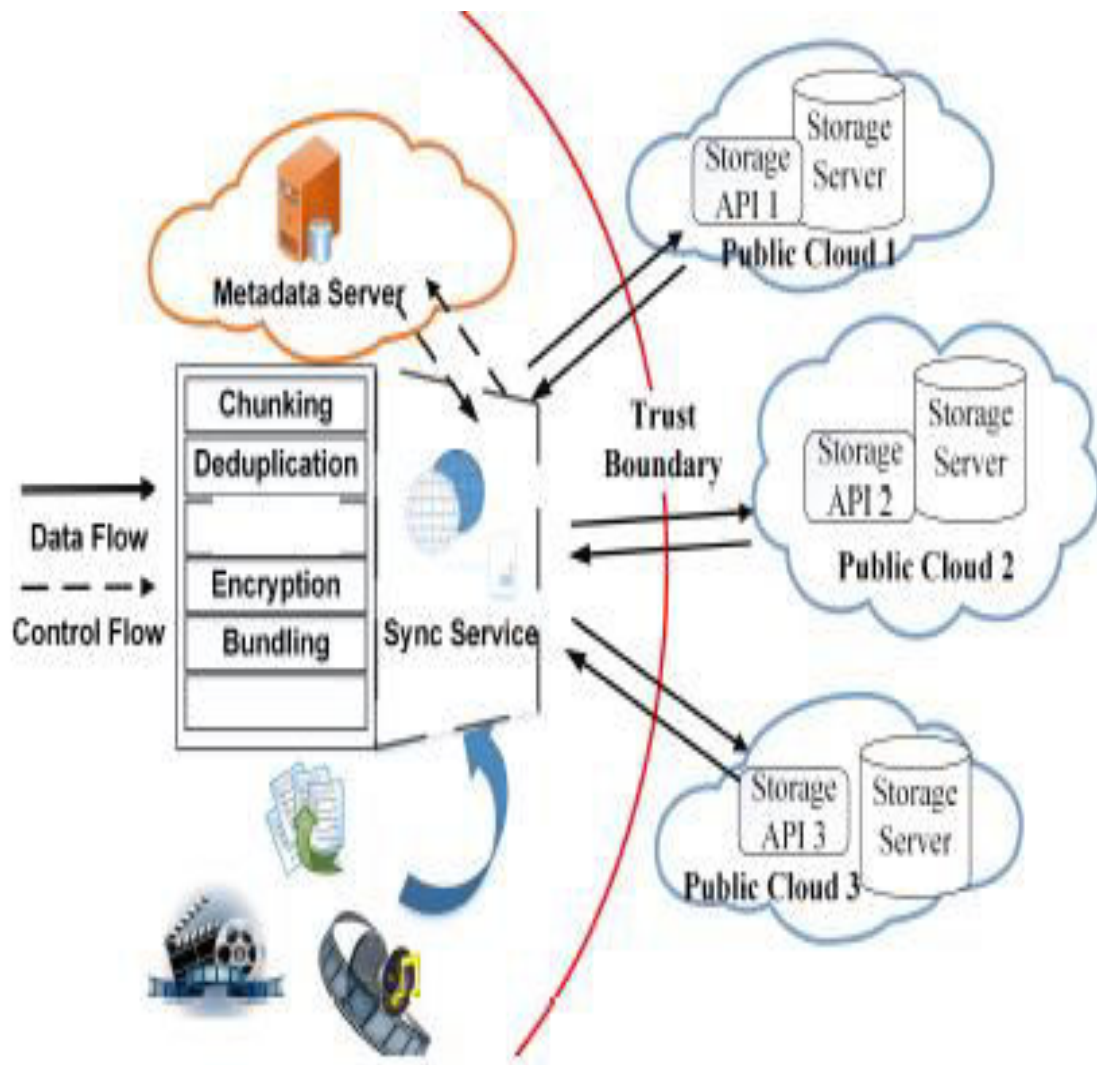 Storage
Server
Storage
API 1
Public Cloud 1
Metadata Server
Chunking
Deduplication
Encryption
Bundling
Sync Service
Data Flow
Control Flow
Trust
Boundary
Storage
Server
Storage
API 2
Public Cloud 2
Storage
API 3
Storage
Server
Public Cloud 3